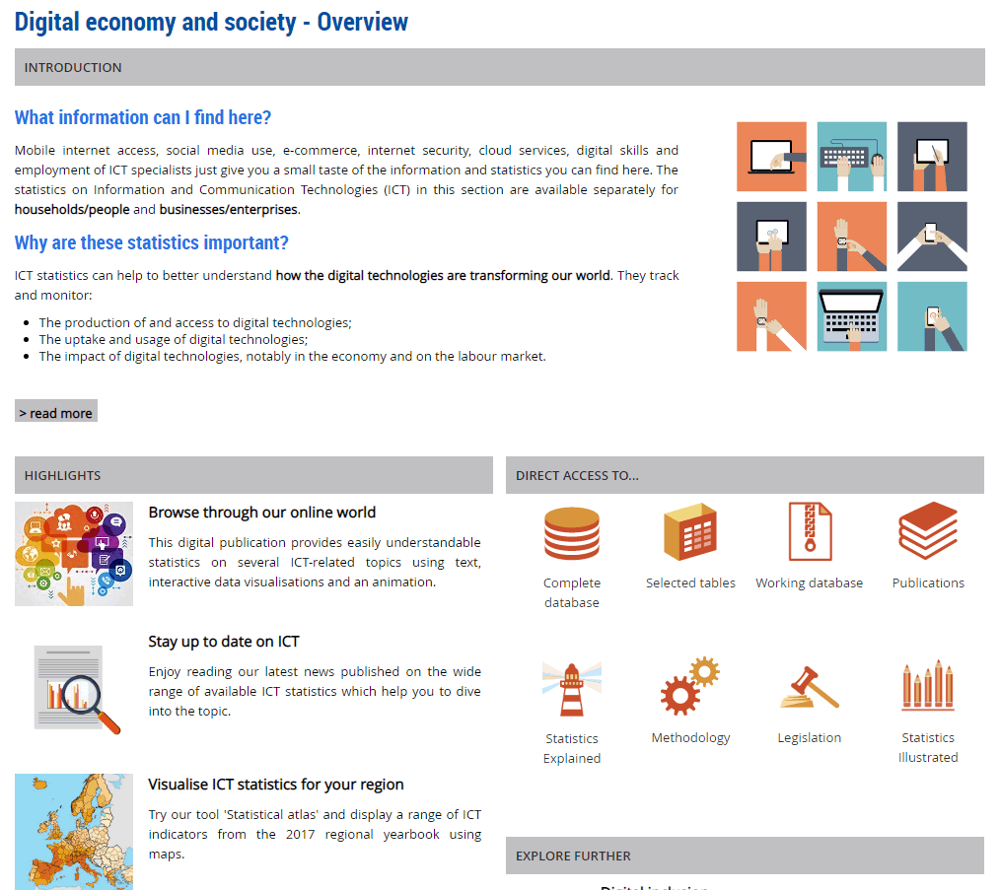 Digital economy and society - Overview
INTRODUCTION
What information can I find here?
Mobile internet access, social media use, e-commerce, internet security, cloud services, digital skills and
employment of ICT specialists just give you a small taste of the information and statistics you can find here. The
statistics on Information and Communication Technologies (ICT) in this section are available separately for
households/people and businesses/enterprises.
Why are these statistics important?
ICT statistics can help to better understand how the digital technologies are transforming our world. They track
and monitor:
The production of and access to digital technologies;
The uptake and usage of digital technologies;
The impact of digital technologies, notably in the economy and on the labour market.
> read more
HIGHLIGHTS
Browse through our online world
This digital publication provides easily understandable
statistics on several ICT-related topics using text,
interactive data visualisations and an animation.
Stay up to date on ICT
Enjoy reading our latest news published on the wide
range of available ICT statistics which help you to dive
into the topic.
Visualise ICT statistics for your region
Try our tool 'Statistical atlas' and display a range of ICT
indicators from the 2017 regional yearbook using
maps.
DIRECT ACCESS TO...
Complete
database
Selected tables
Working database
Publications
Statistics
Explained
Methodology
Legislation
Statistics
Illustrated
EXPLORE FURTHER